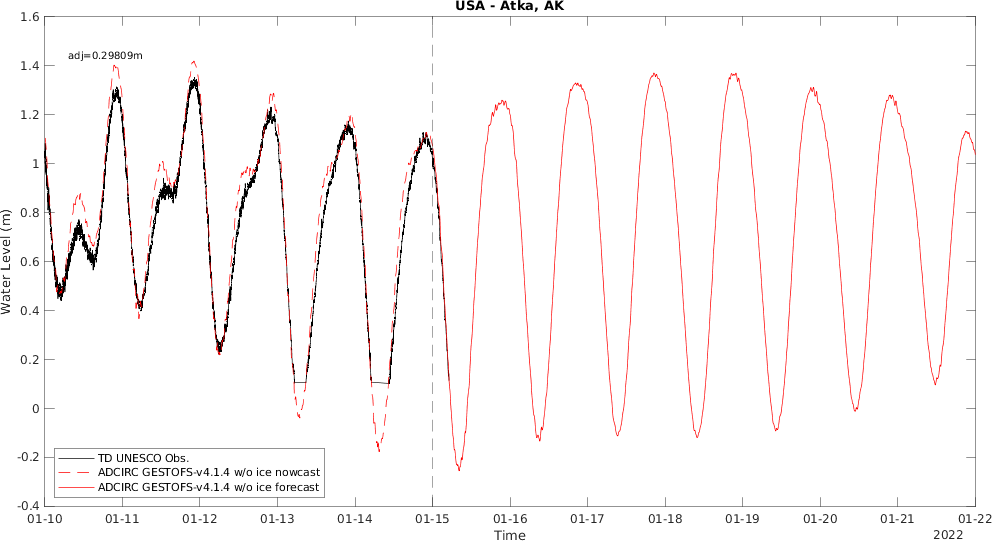 USA - Atka, AK
adj=0.29809m
1.6
1.4
1.2
1
0.8
0.6
0.4
0.2
0
-0.2
-0.4
Water Level (m)
TD UNESCO Obs.
ADCIRC GESTOFS-v4.1.4 w/o ice nowcast
ADCIRC GESTOFS-v4.1.4 w/o ice forecast
01-10 01-11 01-12 01-13 01-14 01-15 01-16 01-17 01-18 01-19 01-20 01-21 01-22
Time
2022